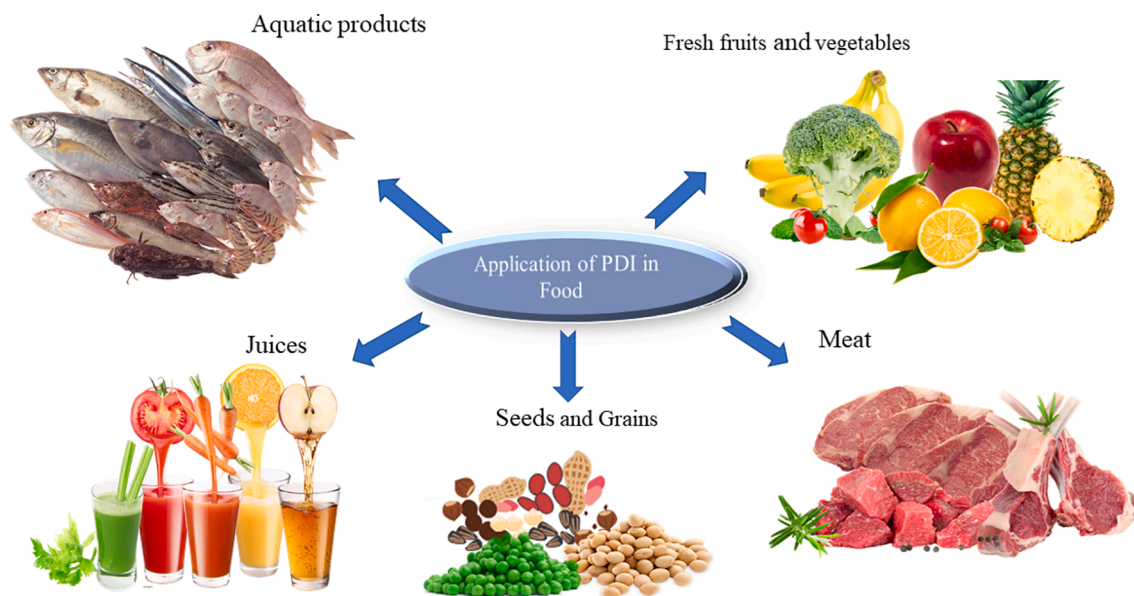 Aquatic products
Fresh fruits and vegetables
Application of PDI in
Food
Juices
Meat
Seeds and Grains